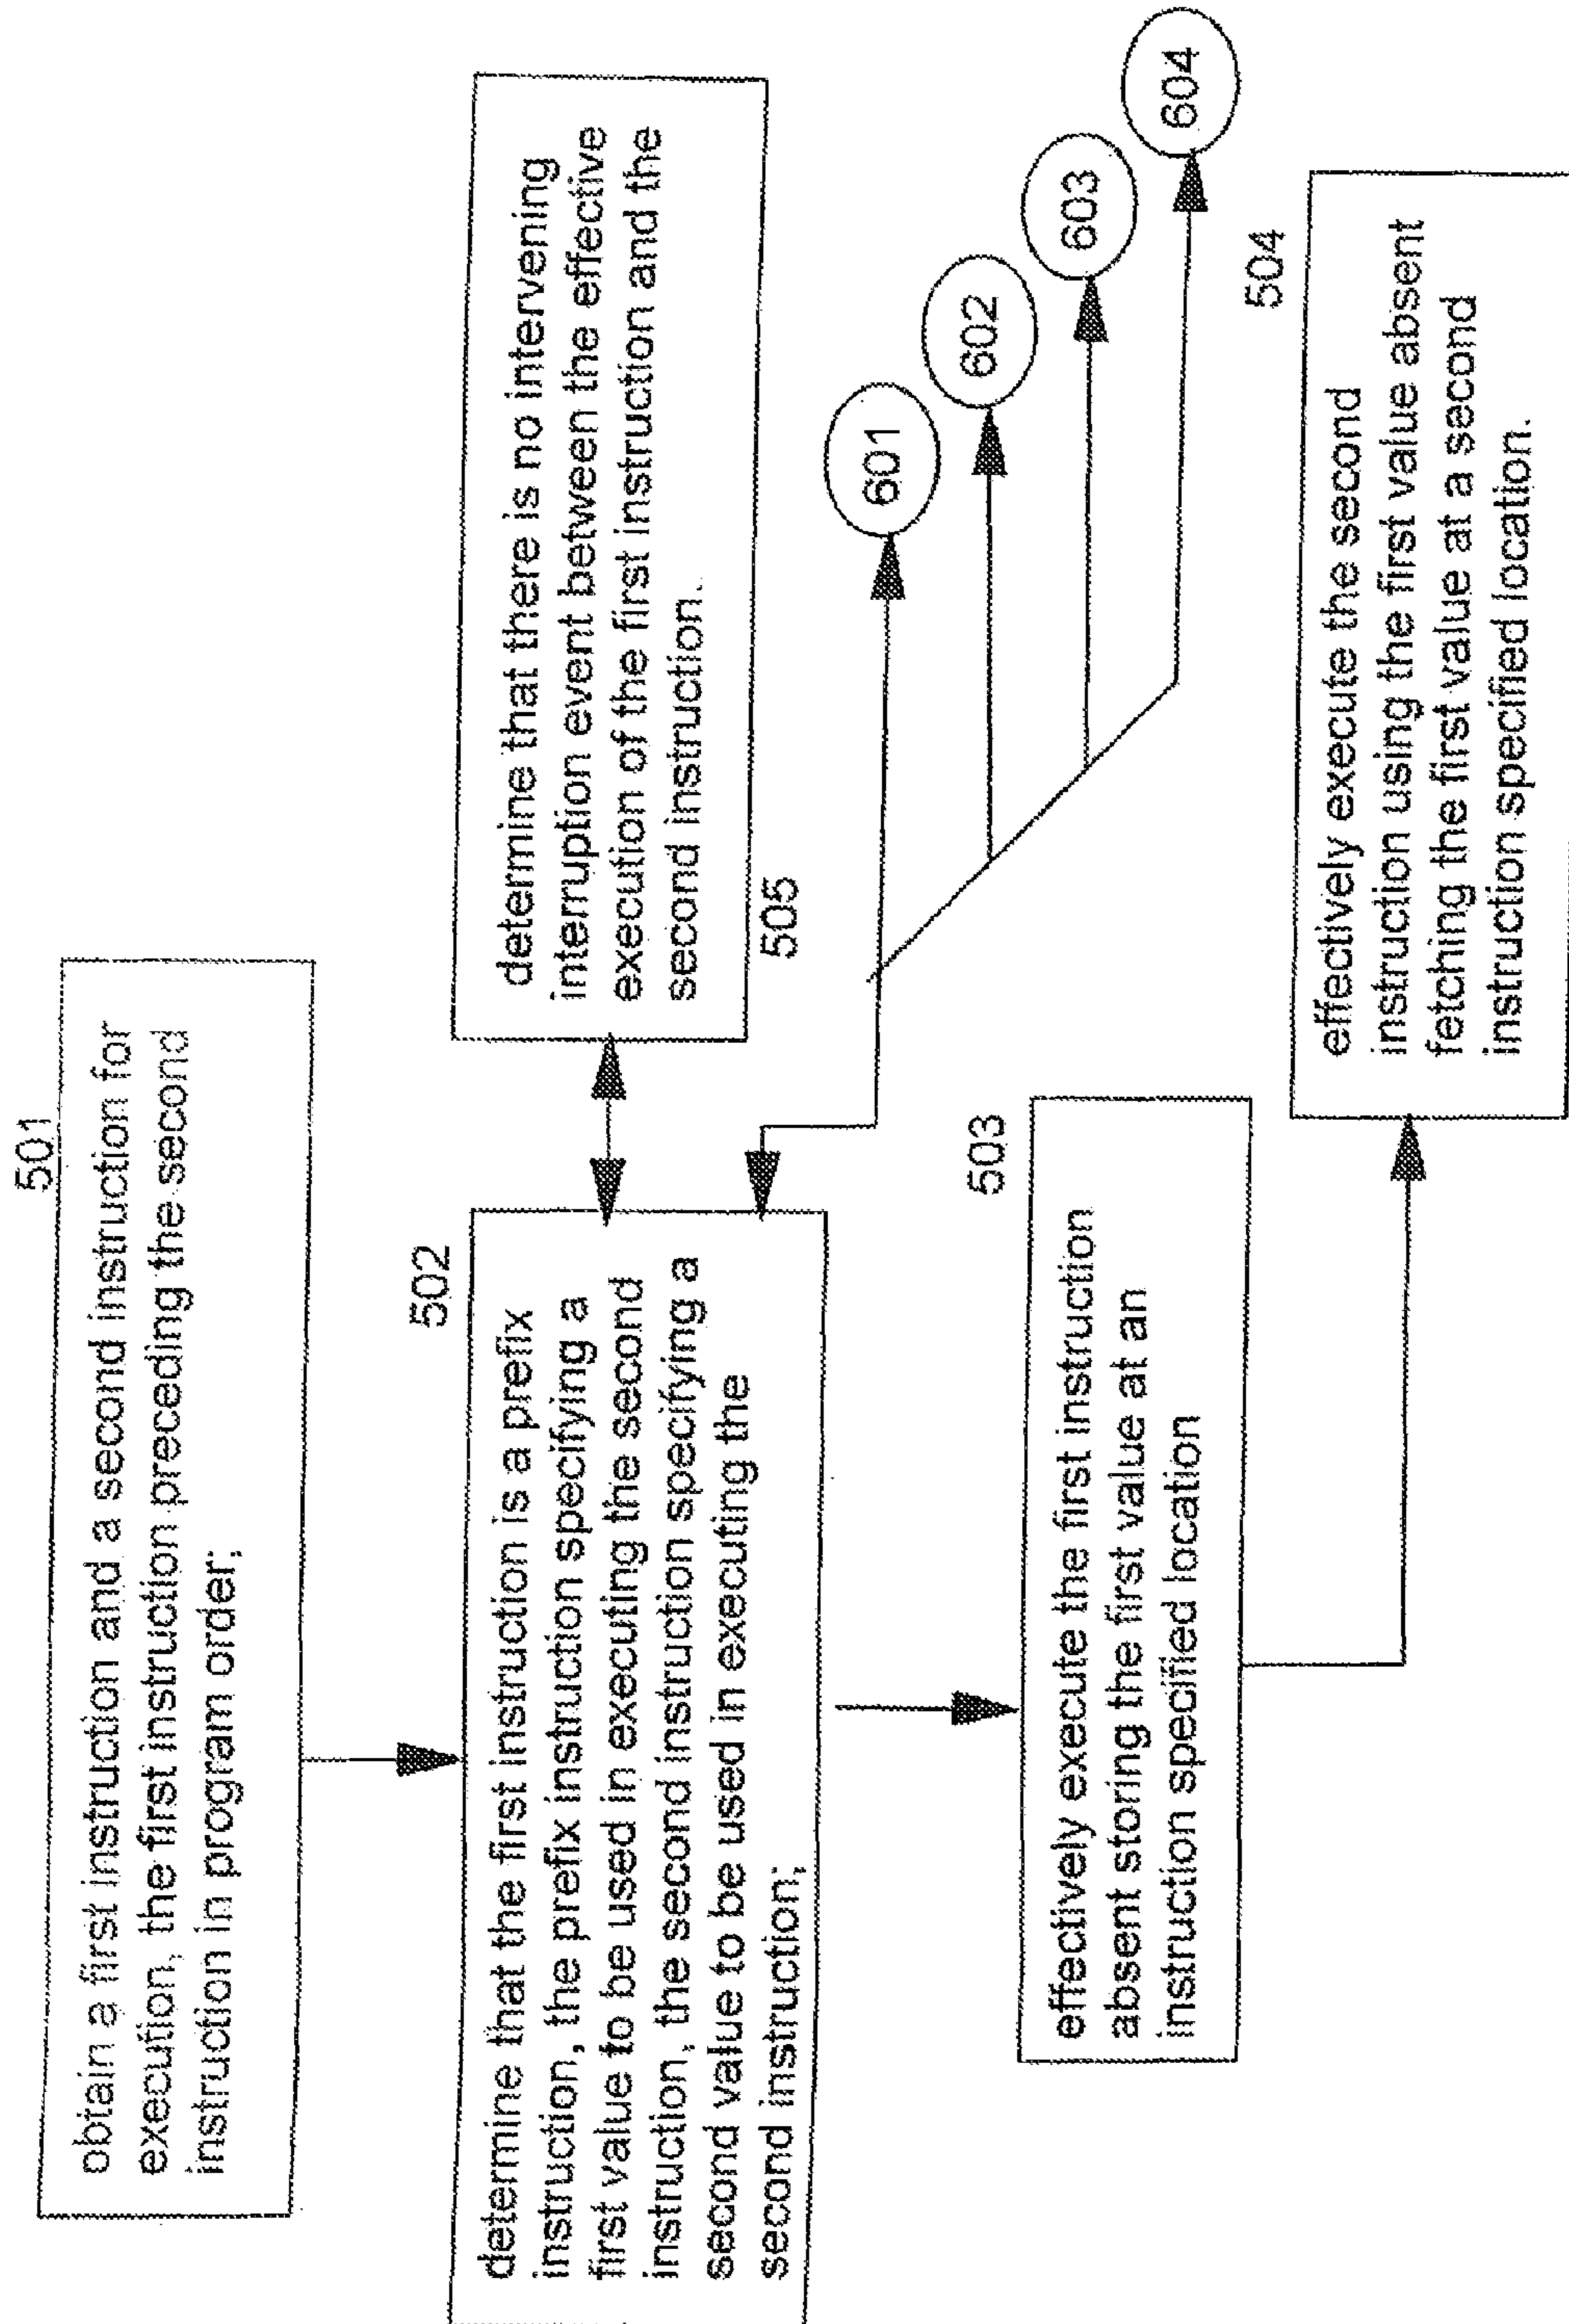 501
obtain a first instruction and a second instruction for
execution, the first instruction preceding the second
instruction in program order;
502
determine that the first instruction is a prefix
instruction, the prefix instruction specifying a
first value to be used in executing the second
instruction, the second instruction specifying a
second value to be used in executing the
second instruction;
determine that there is no intervening
interruption event between the effective
execution of the first instruction and the
second instruction.
505
601
602
603
604
503
effectively execute the first instruction
absent storing the first value at an
instruction specified location
504
effectively execute the second
instruction using the first value absent
fetching the first value at a second
instruction specified location.